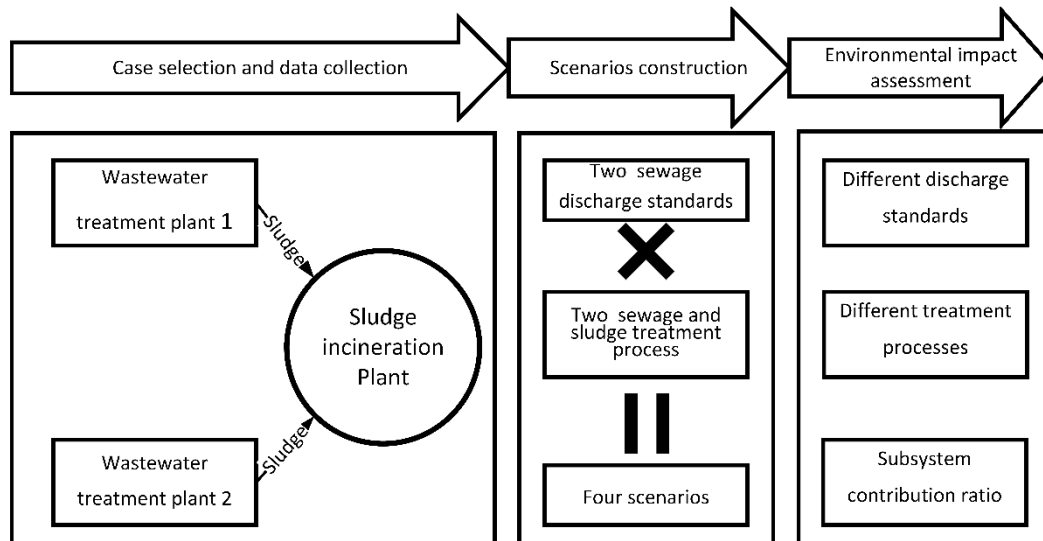 Case selection and data collection
Scenarios construction
Environmental impact
assessment
Wastewater
treatment plant 1
Sludge
Sludge
incineration
Plant
Sludge
Wastewater
treatment plant 2
Two sewage
discharge standards
Two sewage and
sludge treatment
process
Four scenarios
Different discharge
standards
Different treatment
processes
Subsystem
contribution ratio